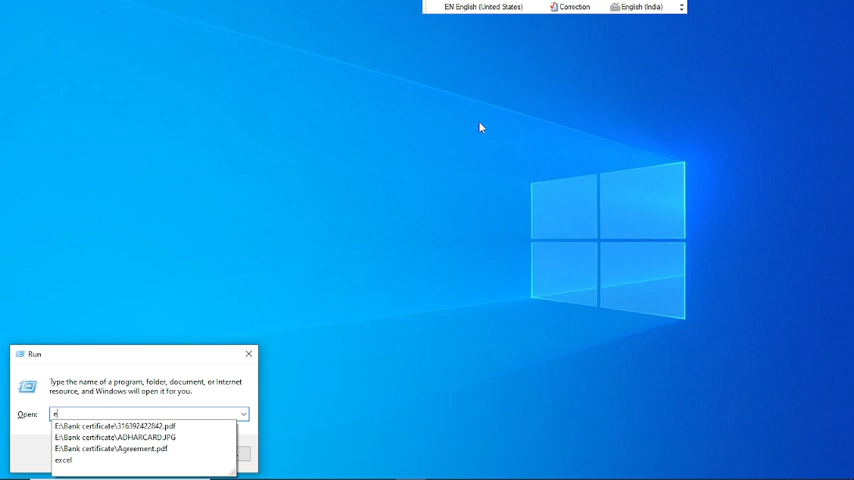 EN English (United States) Correction English (India)
Run
Type the name of a program, folder, document, or Internet
resource, and Windows will open it for you.
Open: e
E:\Bank certificate\316392422842.pdf
E:\Bank certificate\ADHARCARD.JPG
E:\Bank certificate\Agreement.pdf
excel